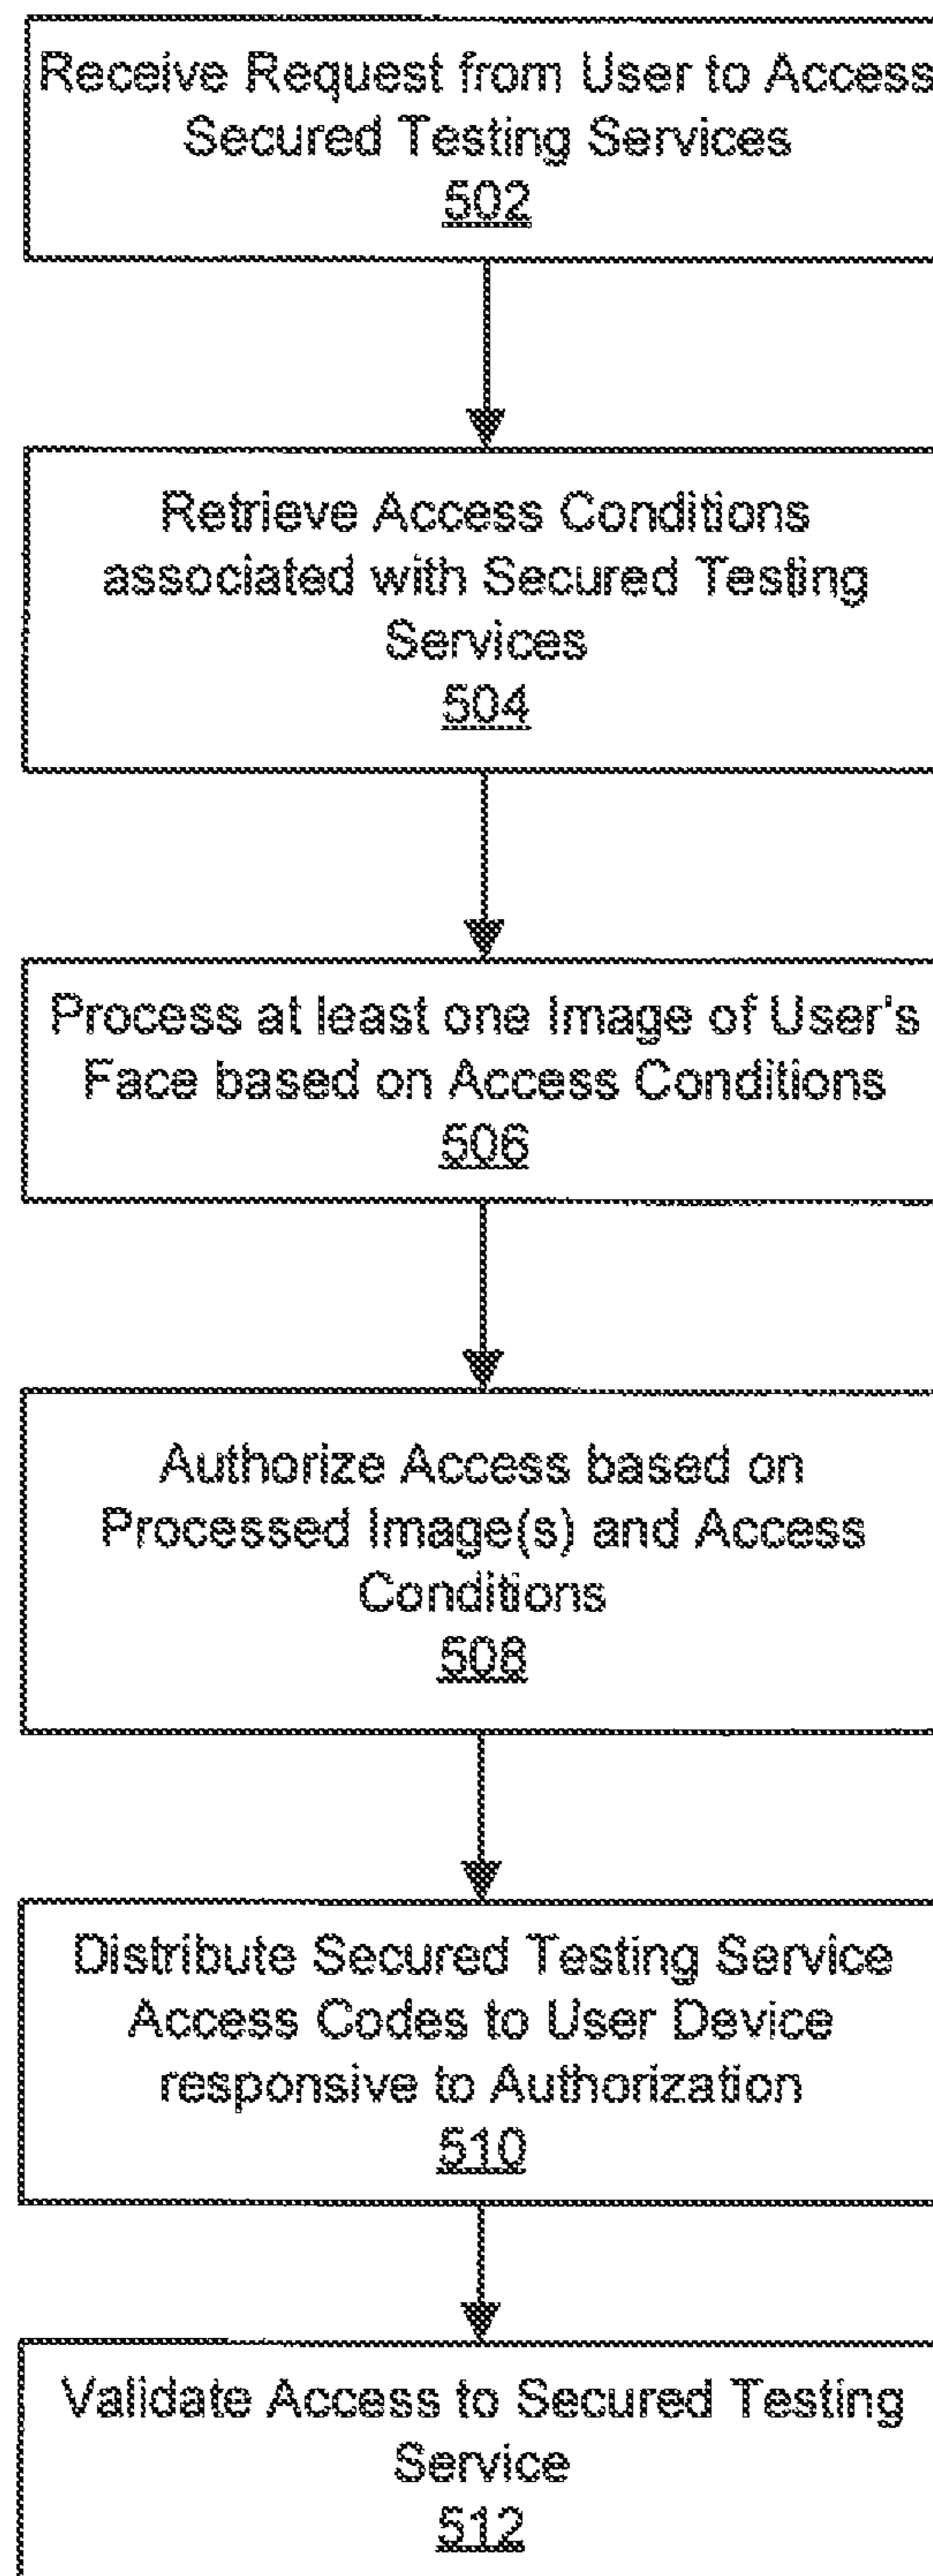 Receive Request from User to Access
Secured Testing Services
502
Retrieve Access Conditions
associated with Secured Testing
Services
504
Process at least one Image of User's
Face based on Access Conditions
506
Authorize Access based on
Processed Image(s) and Access
Conditions
508
Distribute Secured Testing Service
Access Codes to User Device
responsive to Authorization
510
Validate Access to Secured Testing
Service
512